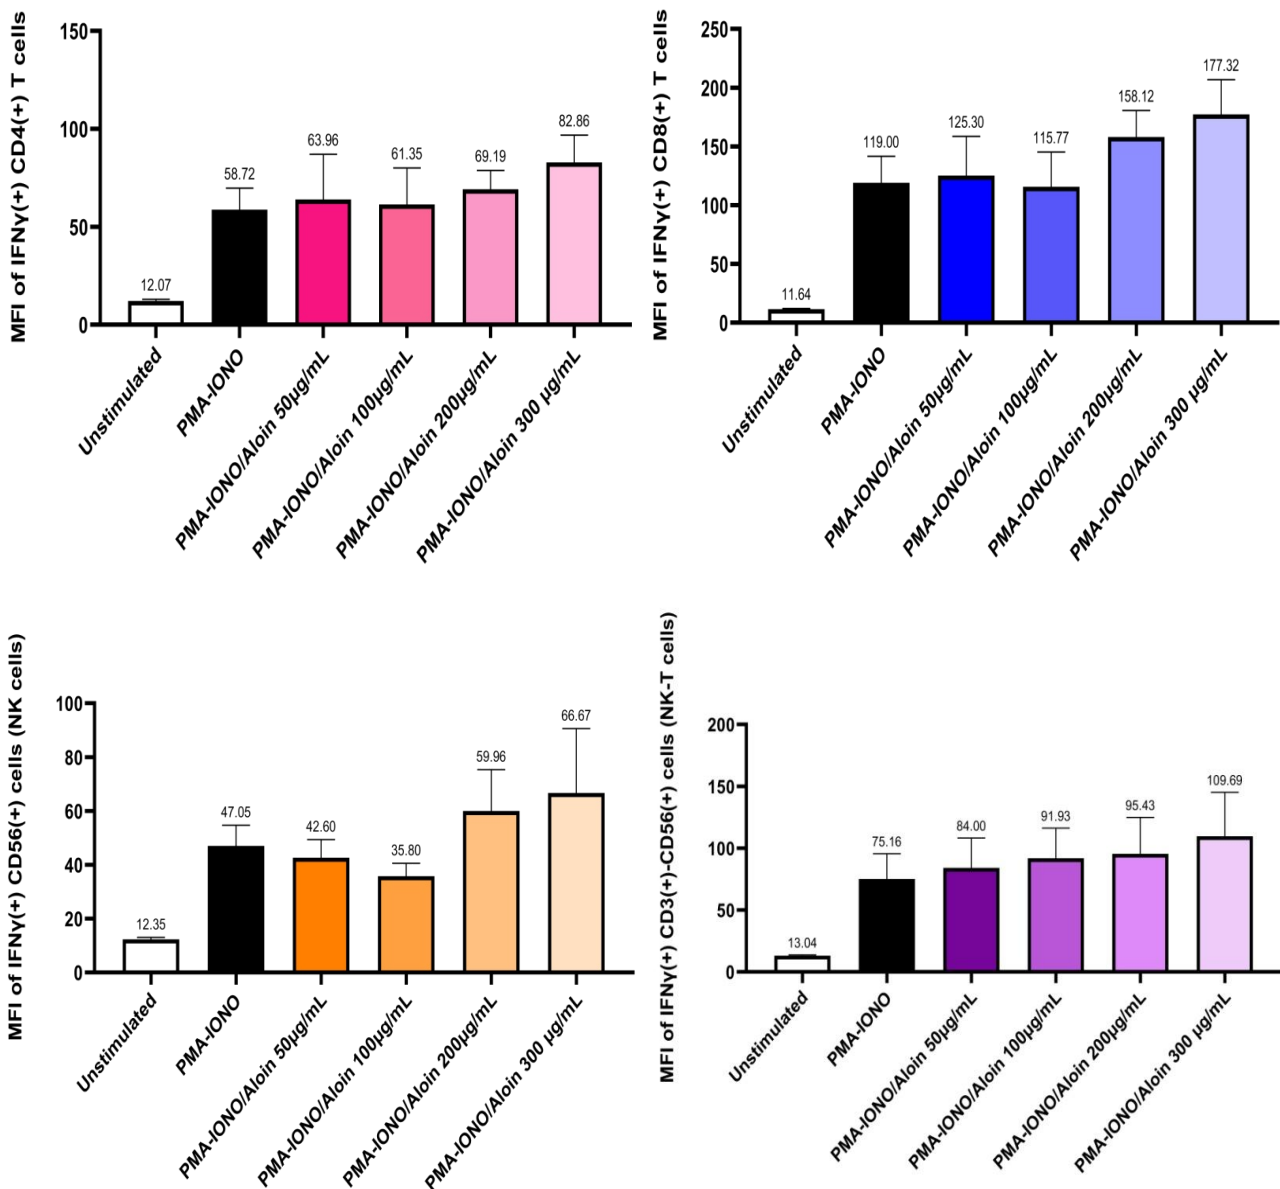 MFI of IFNγ(+) CD4(+) T cells
150
100
50
0
12.07
58.72
63.96
61.35
69.19
82.86
Unstimulated
PMA-IONO
PMA-IONO/Aloin 50µg/mL
PMA-IONO/Aloin 100µg/mL
PMA-IONO/Aloin 200µg/mL
PMA-IONO/Aloin 300 µg/mL
MFI of IFNγ(+) CD8(+) T cells
250
200
150
100
50
0
11.64
119.00
125.30
115.77
158.12
177.32
Unstimulated
PMA-IONO
PMA-IONO/Aloin 50µg/mL
PMA-IONO/Aloin 100µg/mL
PMA-IONO/Aloin 200µg/mL
PMA-IONO/Aloin 300 µg/mL
MFI of IFNγ(+) CD56(+) cells (NK cells)
100
80
60
40
20
0
12.35
47.05
42.60
35.80
59.96
66.67
Unstimulated
PMA-IONO
PMA-IONO/Aloin 50µg/mL
PMA-IONO/Aloin 100µg/mL
PMA-IONO/Aloin 200µg/mL
PMA-IONO/Aloin 300 µg/mL
MFI of IFNγ(+) CD3(+)-CD56(+) cells (NK-T cells)
200
150
100
50
0
13.04
75.16
84.00
91.93
95.43
109.69
Unstimulated
PMA-IONO
PMA-IONO/Aloin 50µg/mL
PMA-IONO/Aloin 100µg/mL
PMA-IONO/Aloin 200µg/mL
PMA-IONO/Aloin 300 µg/mL